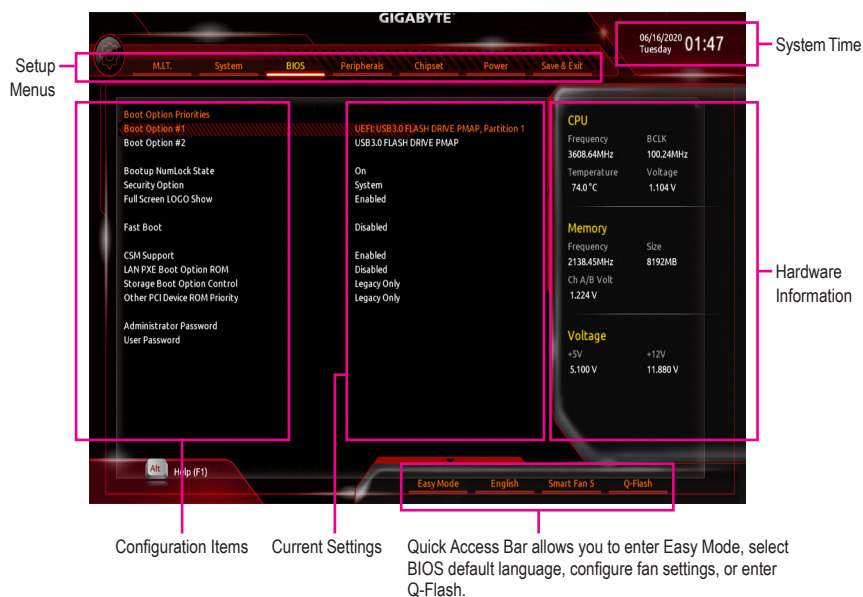 GIGABYTE
06/16/2020
Tuesday
01:47
System Time
Setup
Menus
M.I.T. System BIOS Peripherals Chipset Power Save & Exit
Boot Option Priorities
Boot Option #1 UEFI: USB3.0 FLASH DRIVE PMAP, Partition 1
Boot Option #2 USB3.0 FLASH DRIVE PMAP
Bootup NumLock State On
Security Option System
Full Screen LOGO Show Enabled
Fast Boot Disabled
CSM Support Enabled
LAN PXE Boot Option ROM Disabled
Storage Boot Option Control Legacy Only
Other PCI Device ROM Priority Legacy Only
Administrator Password
User Password
CPU
Frequency BCLK
3608.64MHz 100.24MHz
Temperature Voltage
74.0 °C 1.104 V
Memory
Frequency Size
2138.45MHz 8192MB
Ch A/B Volt
1.224 V
Voltage
+5V +12V
5.100 V 11.880 V
Hardware
Information
Alt Help (F1)
Easy Mode English Smart Fan 5 Q-Flash
Configuration Items
Current Settings
Quick Access Bar allows you to enter Easy Mode, select
BIOS default language, configure fan settings, or enter
Q-Flash.